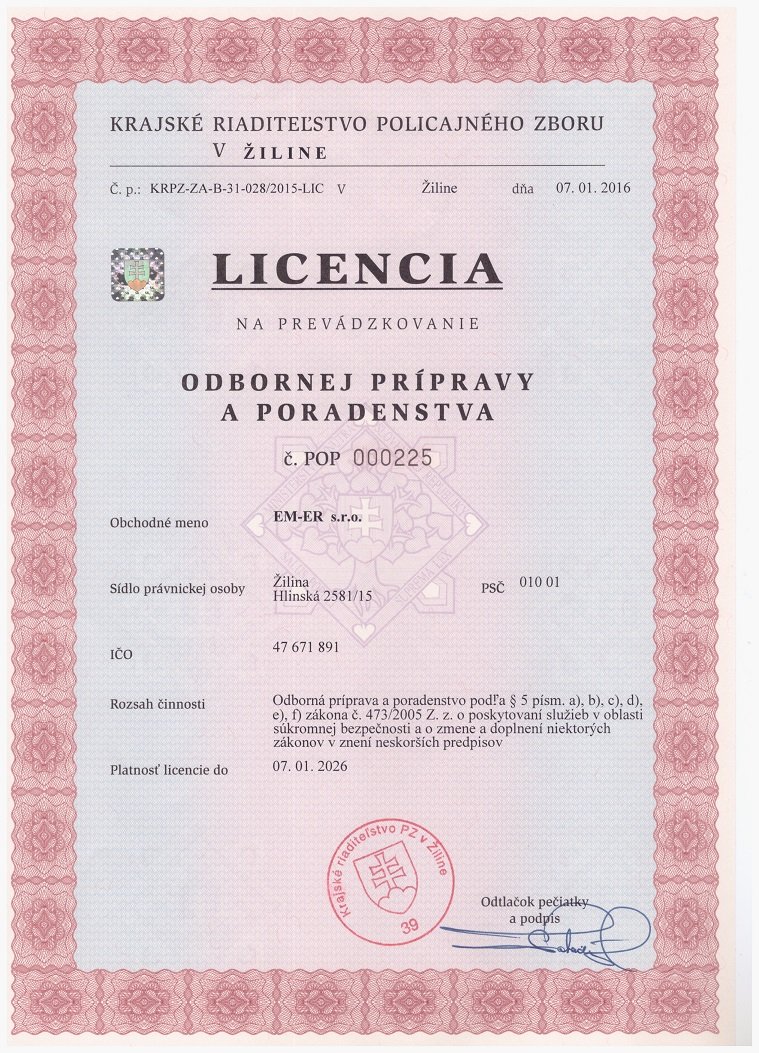 KRAJSKÉ RIADITEĽSTVO POLICAJNÉHO ZBORU
V ŽILINE
Č. p.: KRPZ-ZA-B-31-028/2015-LIC V Žiline dňa 07. 01. 2016
LICENCIA
NA PREVÁDZKOVANIE
ODBORNEJ PRÍPRAVY
A PORADENSTVA
č. POP 000225
Obchodné meno EM-ER s.r.o.
Sídlo právnickej osoby Žilina PSČ 010 01
Hlinská 2581/15
IČO 47 671 891
Rozsah činnosti Odborná príprava a poradenstvo podľa § 5 písm. a), b), c), d),
e), f) zákona č. 473/2005 Z. z. o poskytovaní služieb v oblasti
súkromnej bezpečnosti a o zmene a doplnení niektorých
zákonov v znení neskorších predpisov
Platnosť licencie do 07. 01. 2026
Krajské riaditeľstvo PZ v Žiline
39
Odtlačok pečiatky
a podpis